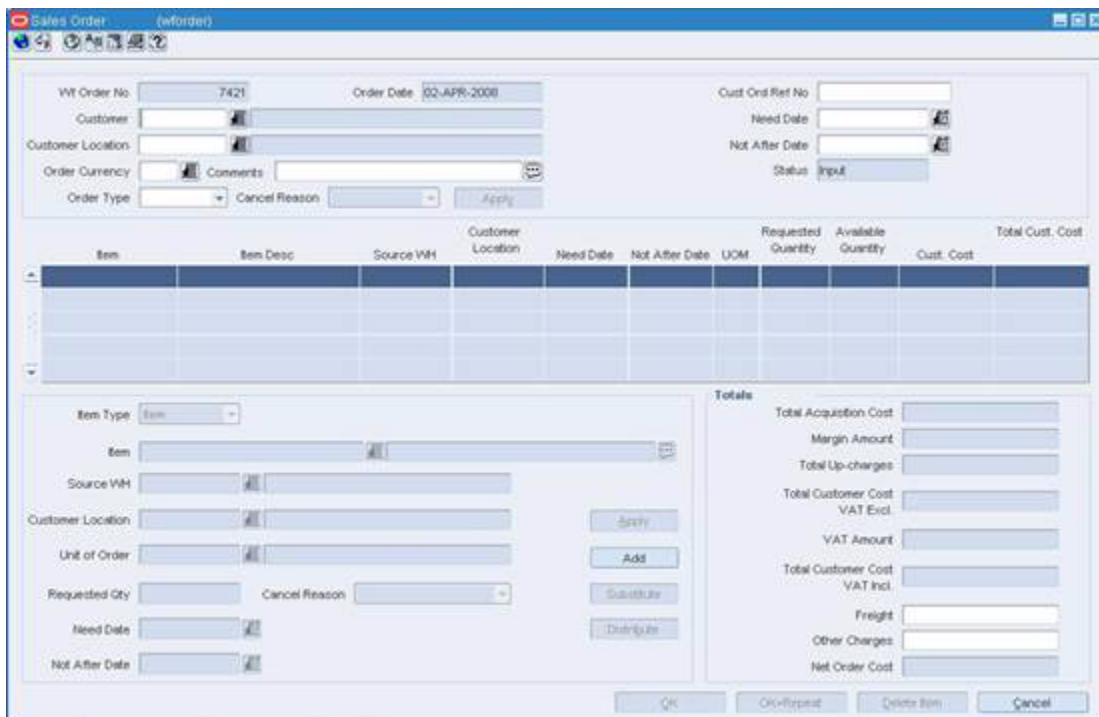 Sales Order (wforder)
Wf Order No 7421 Order Date 02-APR-2008 Cust Ord Ref No
Customer Need Date
Customer Location Not After Date
Order Currency Comments Status Input
Order Type Cancel Reason Apply
Item Item Desc Source WH Customer Location Need Date Not After Date UOM Requested Quantity Available Quantity Cust. Cost Total Cust. Cost
Item Type Item
Item
Source WH
Customer Location Apply
Unit of Order Add
Requested Qty Cancel Reason Substitute
Need Date Distribute
Not After Date
Totals
Total Acquisition Cost
Margin Amount
Total Up-charges
Total Customer Cost
VAT Excl.
VAT Amount
Total Customer Cost
VAT Incl.
Freight
Other Charges
Net Order Cost
OK OK+Repeat Delete Item Cancel